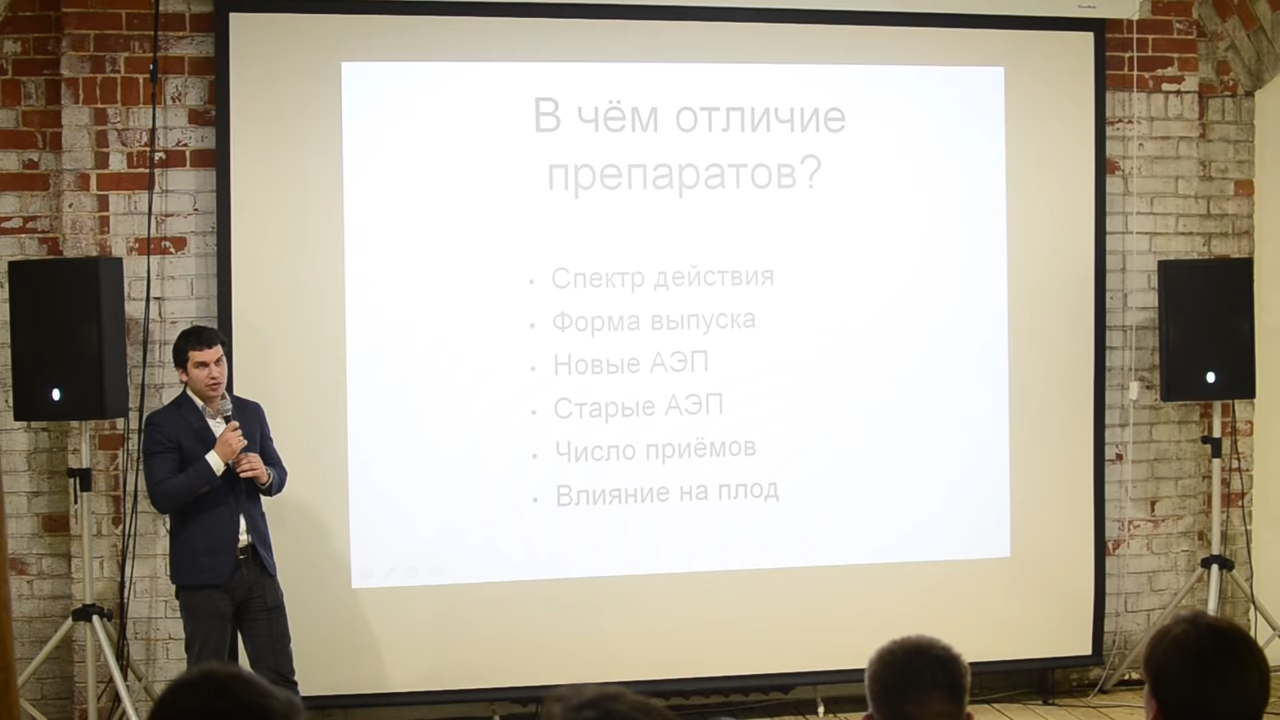 В чём отличие
препаратов?
• Спектр действия
• Форма выпуска
• Новые АЭП
• Старые АЭП
• Число приёмов
• Влияние на плод